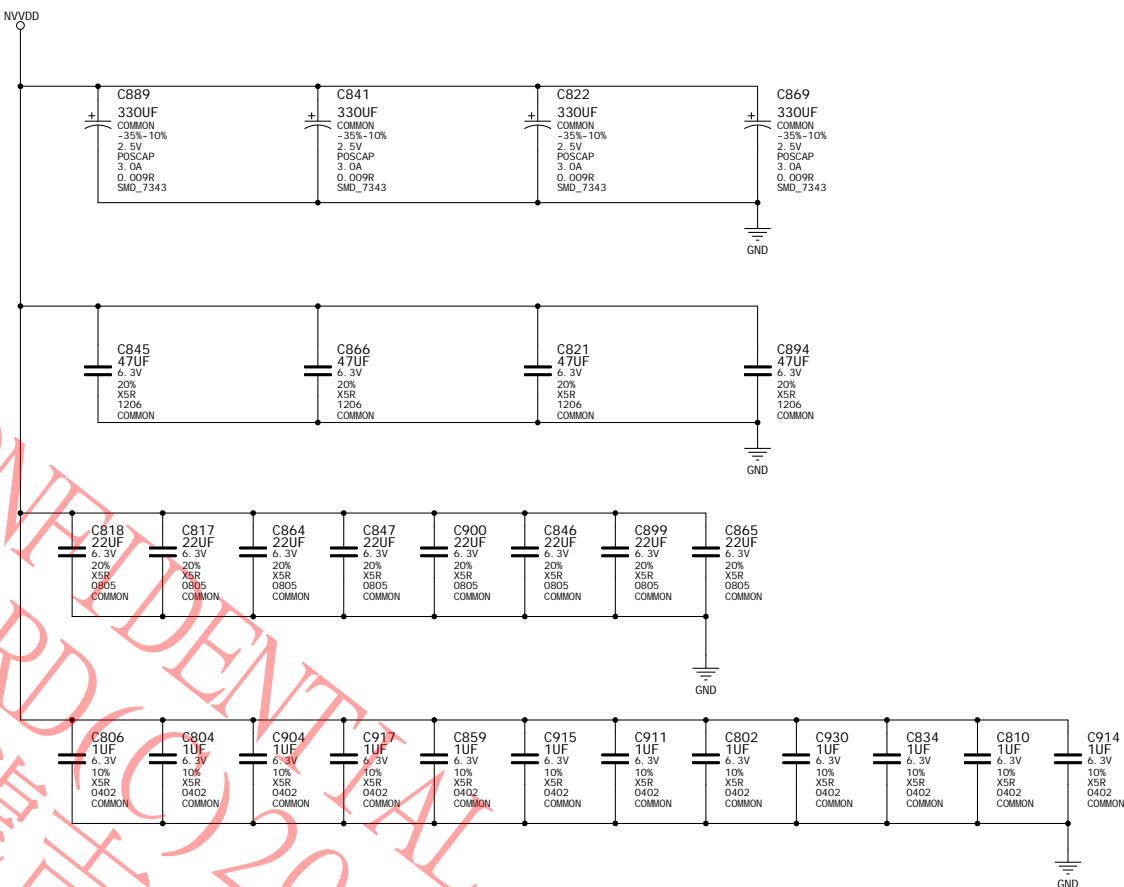 NVVDD
C889
330UF
COMMON
-35%-10%
2. 5V
POSCAP
3. 0A
0. 009R
SMD_7343
C841
330UF
COMMON
-35%-10%
2. 5V
POSCAP
3. 0A
0. 009R
SMD_7343
C822
330UF
COMMON
-35%-10%
2. 5V
POSCAP
3. 0A
0. 009R
SMD_7343
C869
330UF
COMMON
-35%-10%
2. 5V
POSCAP
3. 0A
0. 009R
SMD_7343
GND
C845
47UF
6. 3V
20%
X5R
1206
COMMON
C866
47UF
6. 3V
20%
X5R
1206
COMMON
C821
47UF
6. 3V
20%
X5R
1206
COMMON
C894
47UF
6. 3V
20%
X5R
1206
COMMON
GND
C818
22UF
6. 3V
20%
X5R
0805
COMMON
C817
22UF
6. 3V
20%
X5R
0805
COMMON
C864
22UF
6. 3V
20%
X5R
0805
COMMON
C847
22UF
6. 3V
20%
X5R
0805
COMMON
C900
22UF
6. 3V
20%
X5R
0805
COMMON
C846
22UF
6. 3V
20%
X5R
0805
COMMON
C899
22UF
6. 3V
20%
X5R
0805
COMMON
C865
22UF
6. 3V
20%
X5R
0805
COMMON
GND
C806
1UF
6. 3V
10%
X5R
0402
COMMON
C804
1UF
6. 3V
10%
X5R
0402
COMMON
C904
1UF
6. 3V
10%
X5R
0402
COMMON
C917
1UF
6. 3V
10%
X5R
0402
COMMON
C859
1UF
6. 3V
10%
X5R
0402
COMMON
C915
1UF
6. 3V
10%
X5R
0402
COMMON
C911
1UF
6. 3V
10%
X5R
0402
COMMON
C802
1UF
6. 3V
10%
X5R
0402
COMMON
C930
1UF
6. 3V
10%
X5R
0402
COMMON
C834
1UF
6. 3V
10%
X5R
0402
COMMON
C810
1UF
6. 3V
10%
X5R
0402
COMMON
C914
1UF
6. 3V
10%
X5R
0402
COMMON
GND
ONFIDENTIAL
RD(C)20